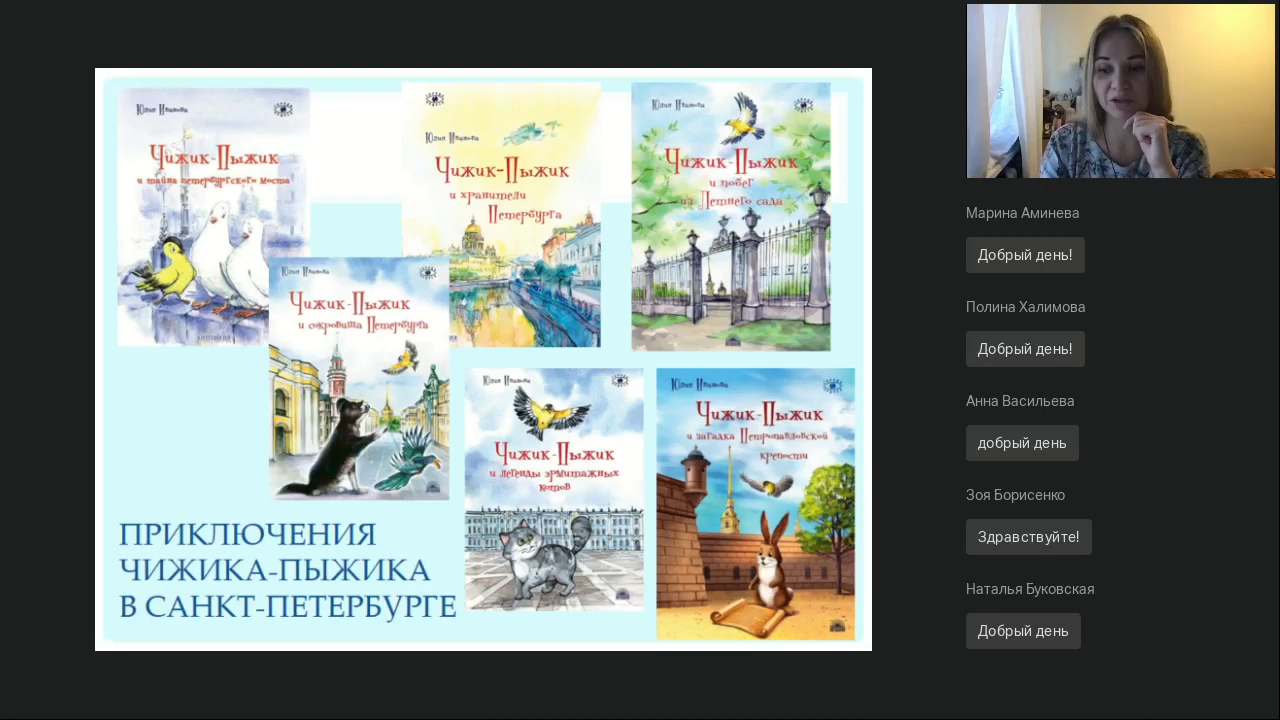 Юлия Иванова
Чижик-Пыжик
и тайна петербургского моста
Юлия Иванова
Чижик-Пыжик
и хранители
Петербурга
Юлия Иванова
Чижик-Пыжик
и побег
из Летнего сада
Юлия Иванова
Чижик-Пыжик
и сокровища Петербурга
Юлия Иванова
Чижик-Пыжик
и легенды эрмитажных
котов
Юлия Иванова
Чижик-Пыжик
и загадка Петропавловской
крепости
ПРИКЛЮЧЕНИЯ
ЧИЖИКА-ПЫЖИКА
В САНКТ-ПЕТЕРБУРГЕ
Марина Аминева
Добрый день!
Полина Халимова
Добрый день!
Анна Васильева
добрый день
Зоя Борисенко
Здравствуйте!
Наталья Буковская
Добрый день